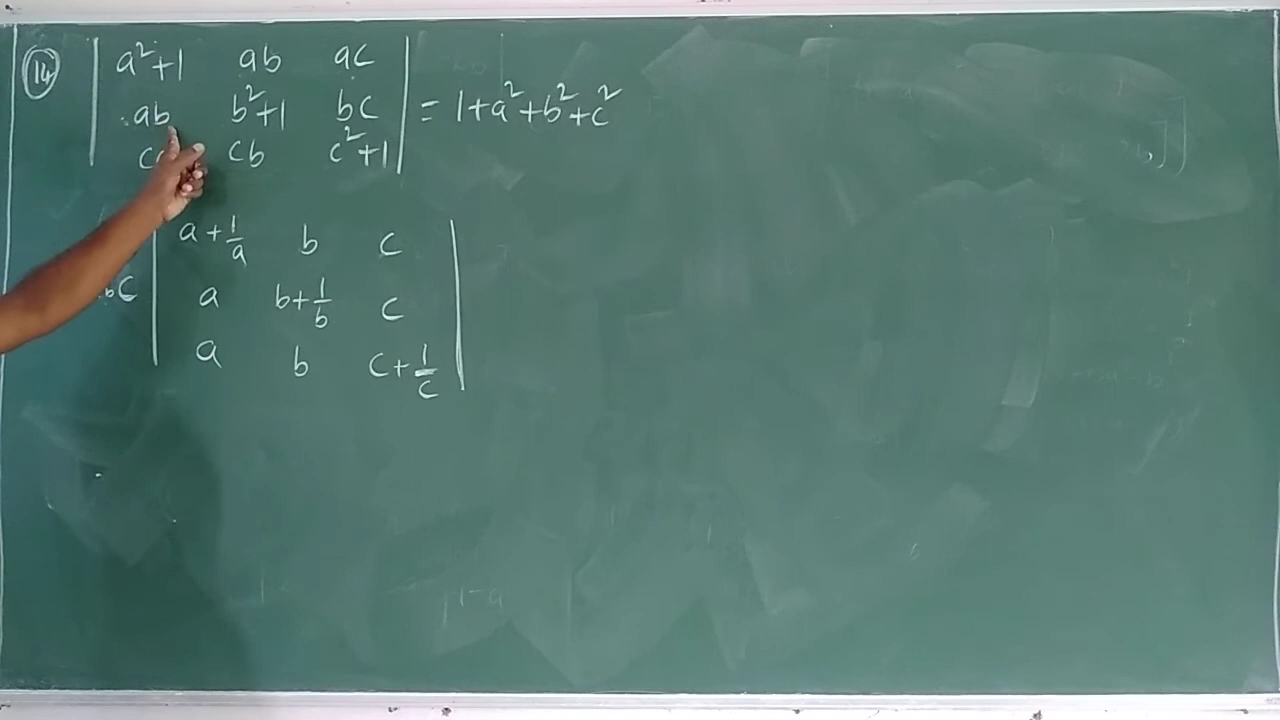 14 | a²+1 ab ac |
| ab b²+1 bc | = 1+a²+b²+c²
| c cb c²+1 |
| a+1/a b c |
bc | a b+1/b c |
| a b c+1/c |